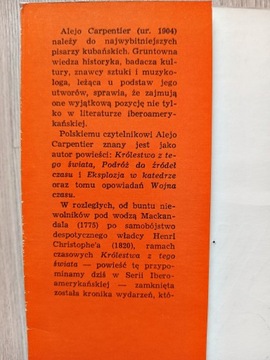 Alejo Carpentier (ur. 1904)
należy do najwybitniejszych
pisarzy kubańskich. Gruntowna
wiedza historyka, badacza kul-
tury, znawcy sztuki i muzyko-
loga, leżąca u podstaw jego
utworów, sprawia, że zajmują
one wyjątkową pozycję nie tylko
w literaturze iberoamery-
kańskiej.
Polskiemu czytelnikowi Alejo
Carpentier znany jest jako
autor powieści: Królestwo z te-
go świata, Podróż do źródeł
czasu i Eksplozja w katedrze
oraz tomu opowiadań Wojna
czasu.
W rozległych, od buntu nie-
wolników pod wodzą Mackan-
dala (1775) po samobójstwo
despotycznego władcy Henri
Christophe'a (1820), ramach
czasowych Królestwa z tego
świata — powieść tę przypo-
minamy dziś w Serii Ibero-
amerykańskiej — zamknięta
została kronika wydarzeń, któ-